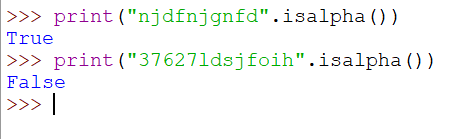 >>> print("njdfnjgnfd".isalpha())
True
>>> print("37627ldsjfoih".isalpha())
False
>>>